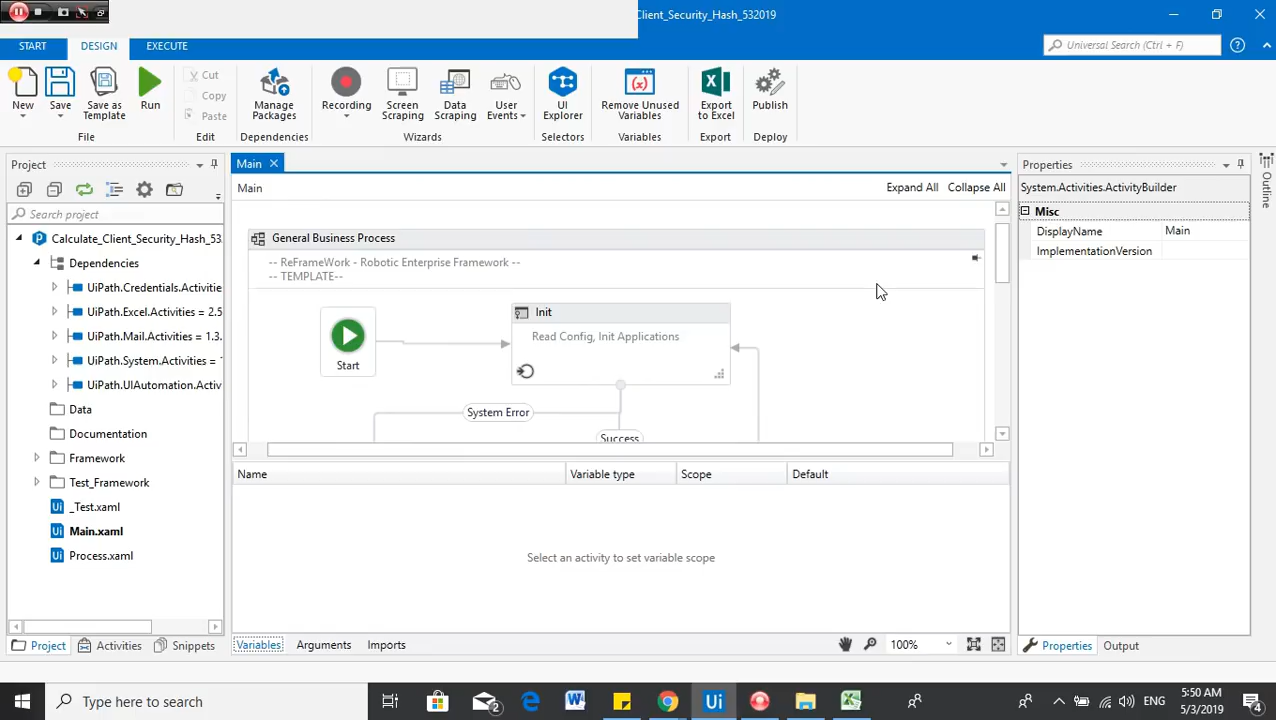 Client_Security_Hash_532019
START
DESIGN
EXECUTE
Universal Search (Ctrl + F)
?
New
Save
Save as
Template
Run
Cut
Copy
Paste
Manage
Packages
Recording
Screen
Scraping
Data
Scraping
User
Events
UI
Explorer
Remove Unused
Variables
Export
to Excel
Publish
File
Edit
Dependencies
Wizards
Selectors
Variables
Export
Deploy
Project
Search project
Calculate_Client_Security_Hash_53
Dependencies
UiPath.Credentials.Activitie
UiPath.Excel.Activities = 2.5
UiPath.Mail.Activities = 1.3.
UiPath.System.Activities =
UiPath.UIAutomation.Activ
Data
Documentation
Framework
Test_Framework
_Test.xaml
Main.xaml
Process.xaml
Project
Activities
Snippets
Main
Main
Expand All
Collapse All
General Business Process
-- ReFrameWork - Robotic Enterprise Framework --
-- TEMPLATE--
Start
Init
Read Config, Init Applications
System Error
Success
Name
Variable type
Scope
Default
Select an activity to set variable scope
Variables
Arguments
Imports
100%
Properties
System.Activities.ActivityBuilder
Misc
DisplayName
Main
ImplementationVersion
Properties
Output
Outline
Type here to search
2
Ui
ENG
5:50 AM
5/3/2019
4